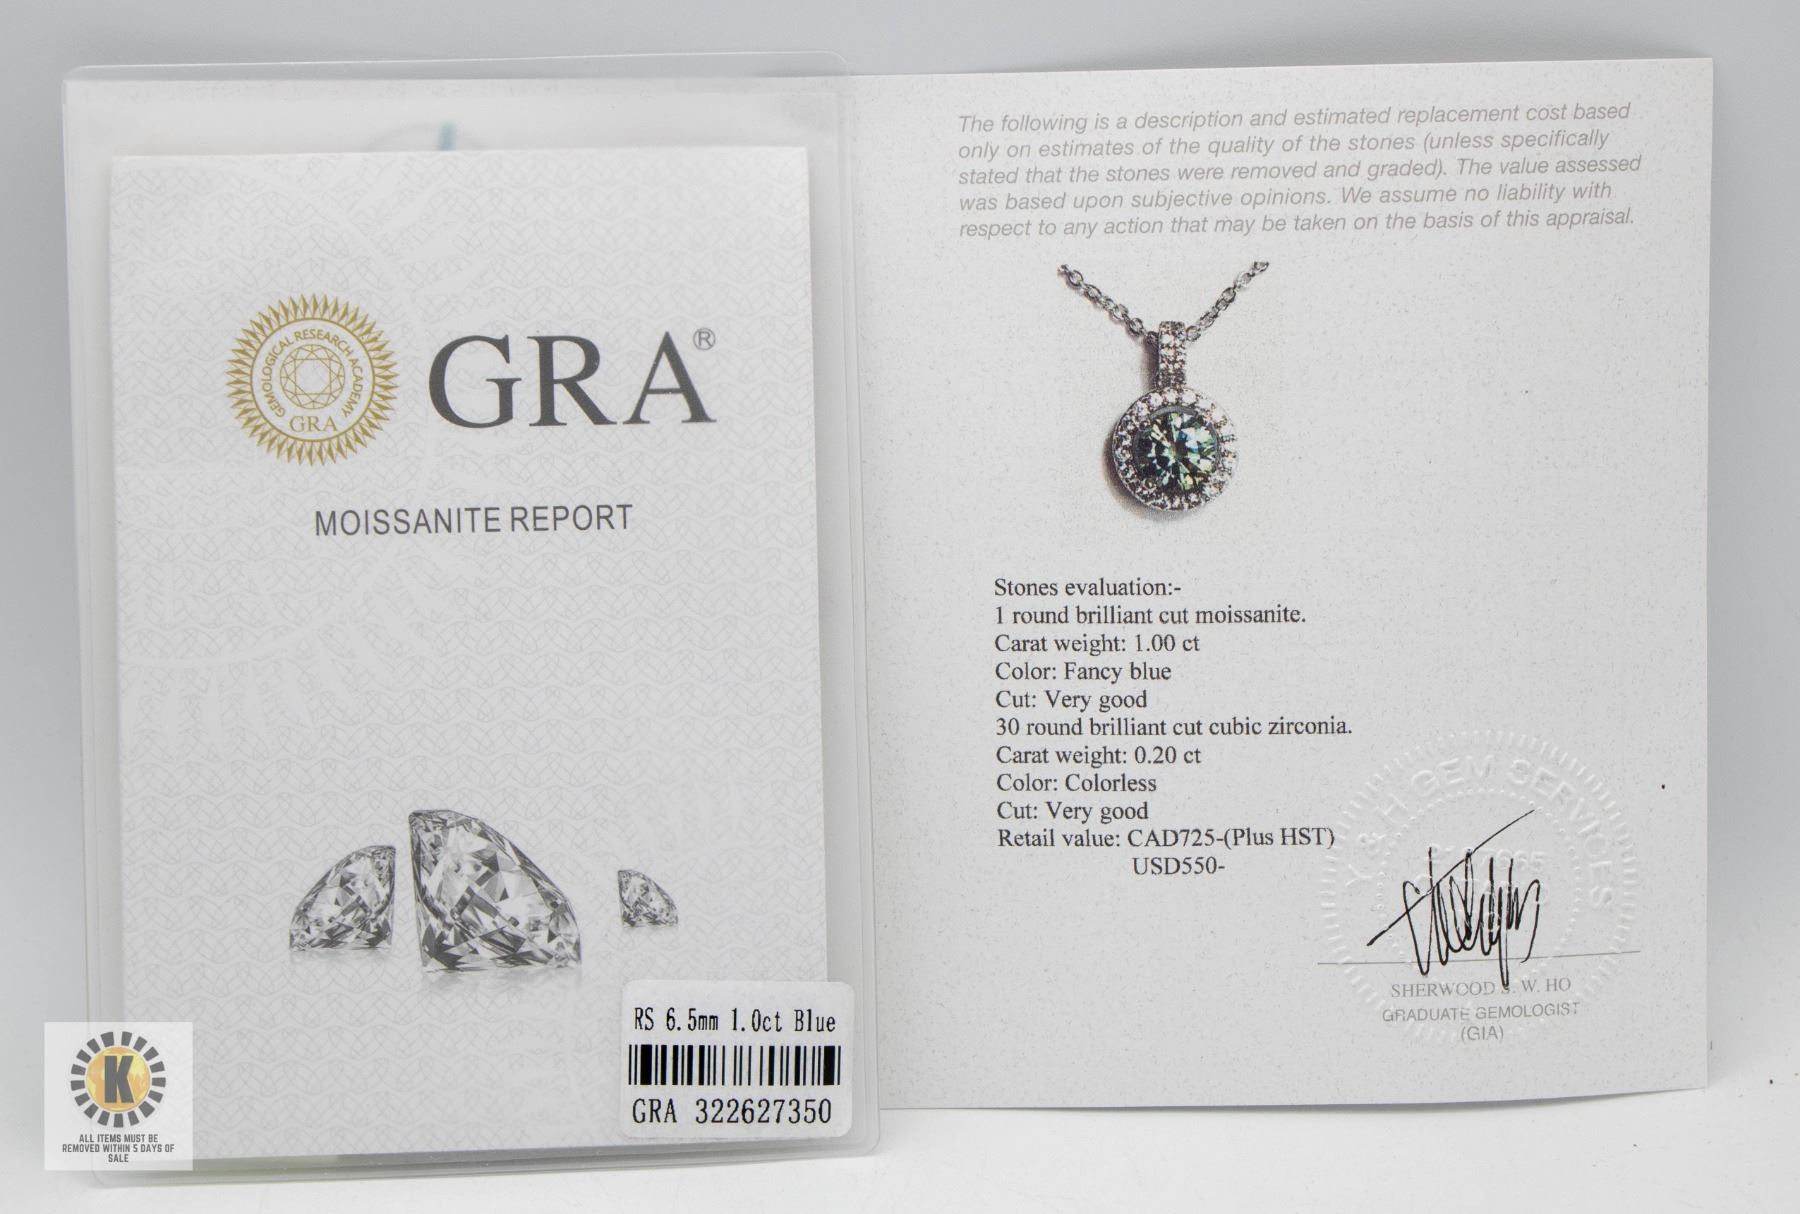 GEMOLOGICAL RESEARCH ACADEMY
GRA
GRA®
MOISSANITE REPORT
RS 6.5mm 1.0ct Blue
GRA 322627350
K
ALL ITEMS MUST BE
REMOVED WITHIN 5 DAYS OF
SALE
The following is a description and estimated replacement cost based
only on estimates of the quality of the stones (unless specifically
stated that the stones were removed and graded). The value assessed
was based upon subjective opinions. We assume no liability with
respect to any action that may be taken on the basis of this appraisal.
Stones evaluation:-
1 round brilliant cut moissanite.
Carat weight: 1.00 ct
Color: Fancy blue
Cut: Very good
30 round brilliant cut cubic zirconia.
Carat weight: 0.20 ct
Color: Colorless
Cut: Very good
Retail value: CAD725-(Plus HST)
USD550-
Y & H GEM SERVICES
SHERWOOD S. W. HO
GRADUATE GEMOLOGIST
(GIA)